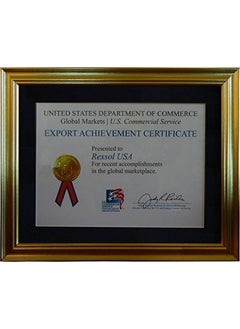 UNITED STATES DEPARTMENT OF COMMERCE
Global Markets | U.S. Commercial Service
EXPORT ACHIEVEMENT CERTIFICATE
Presented to
Rexsol USA
For recent accomplishments
in the global marketplace.